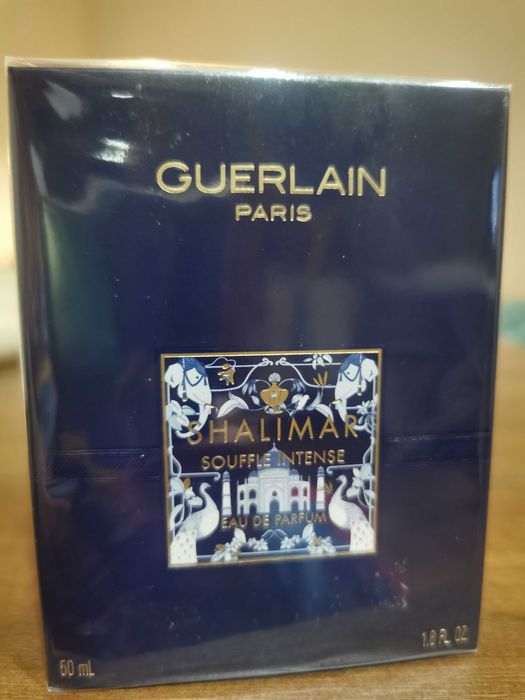 GUERLAIN
PARIS
SHALIMAR
SOUFFLE INTENSE
EAU DE PARFUM
50 mL
1.6 FL. OZ.